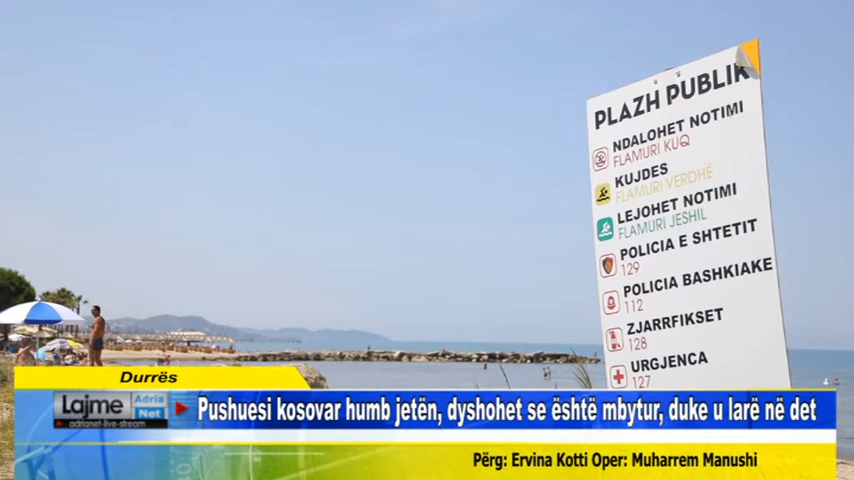 PLAZH PUBLIK
NDALOHET NOTIMI
FLAMURI KUQ
KUJDES
FLAMURI VERDHË
LEJOHET NOTIMI
FLAMURI JESHIL
POLICIA E SHTETIT
129
POLICIA BASHKIAKE
112
ZJARRFIKSET
128
URGJENCA
127
Durrës
Lajme Adria Net
adrianet-live-stream
Pushuesi kosovar humb jetën, dyshohet se është mbytur, duke u larë në det
Përg: Ervina Kotti Oper: Muharrem Manushi